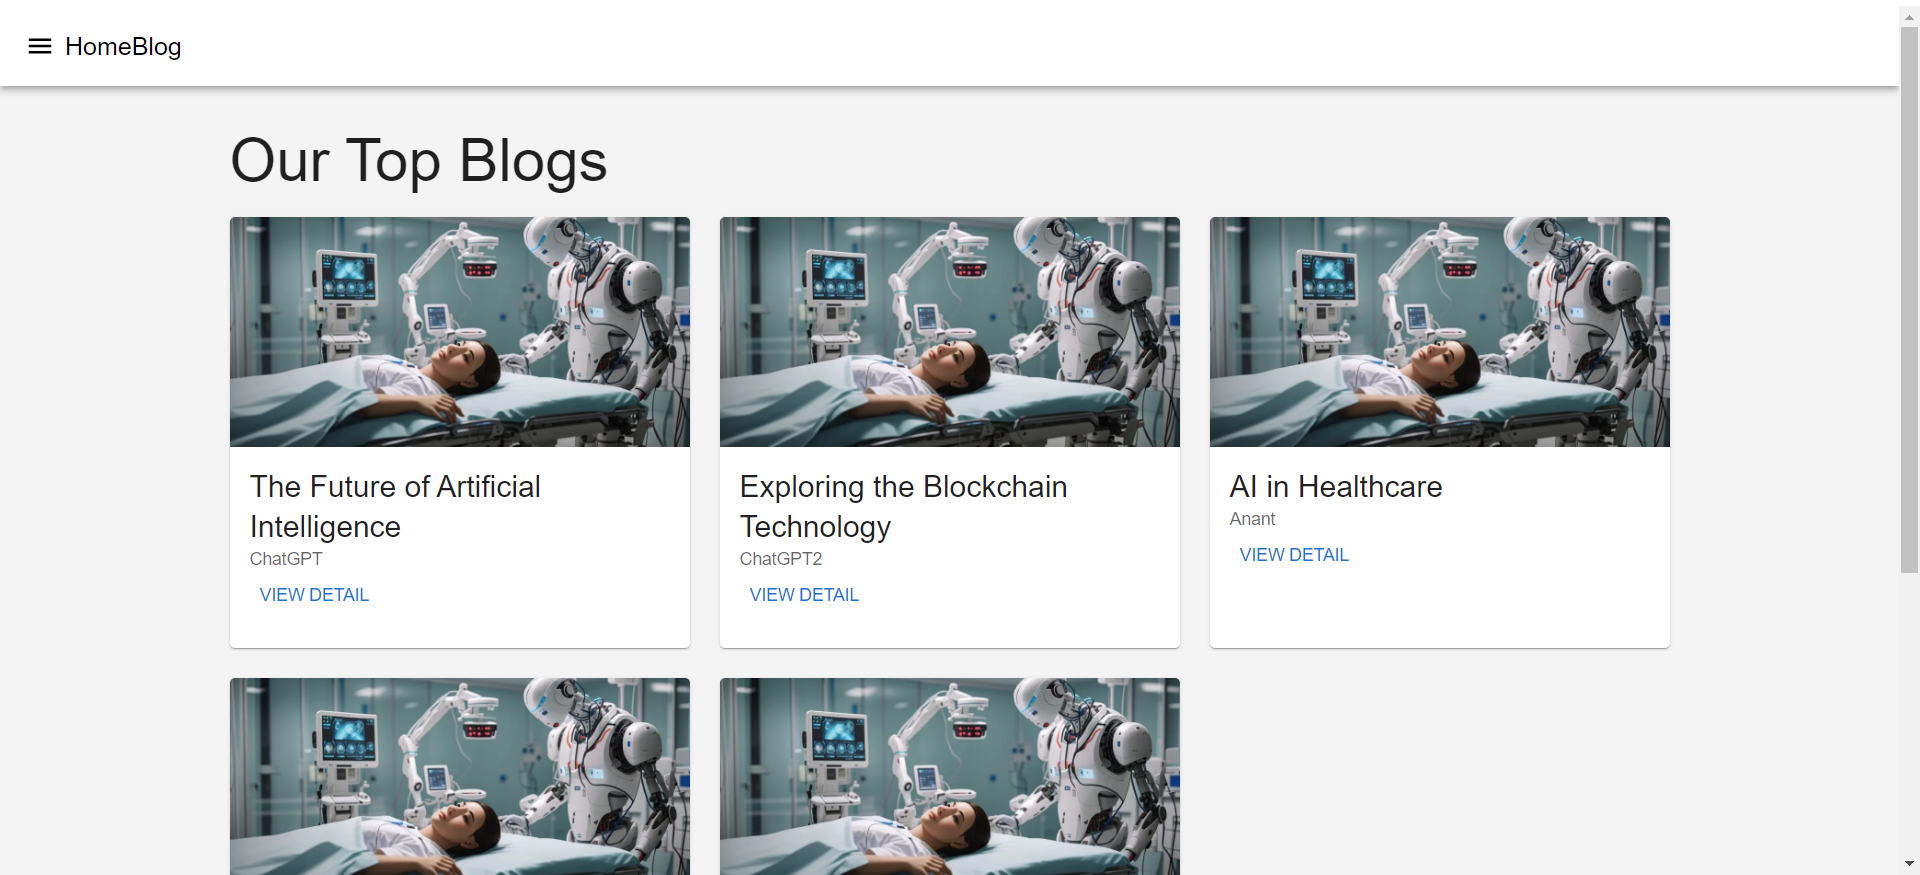 HomeBlog
Our Top Blogs
The Future of Artificial
Intelligence
ChatGPT
VIEW DETAIL
Exploring the Blockchain
Technology
ChatGPT2
VIEW DETAIL
AI in Healthcare
Anant
VIEW DETAIL